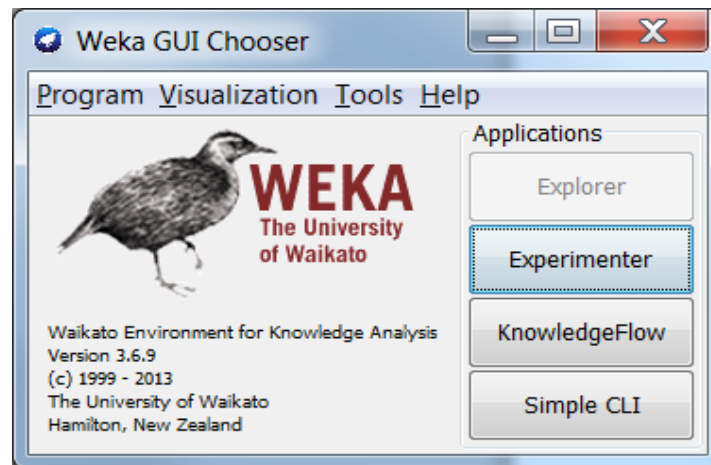 Weka GUI Chooser
Program Visualization Tools Help
WEKA
The University
of Waikato
Waikato Environment for Knowledge Analysis
Version 3.6.9
(c) 1999 - 2013
The University of Waikato
Hamilton, New Zealand
Applications
Explorer
Experimenter
KnowledgeFlow
Simple CLI